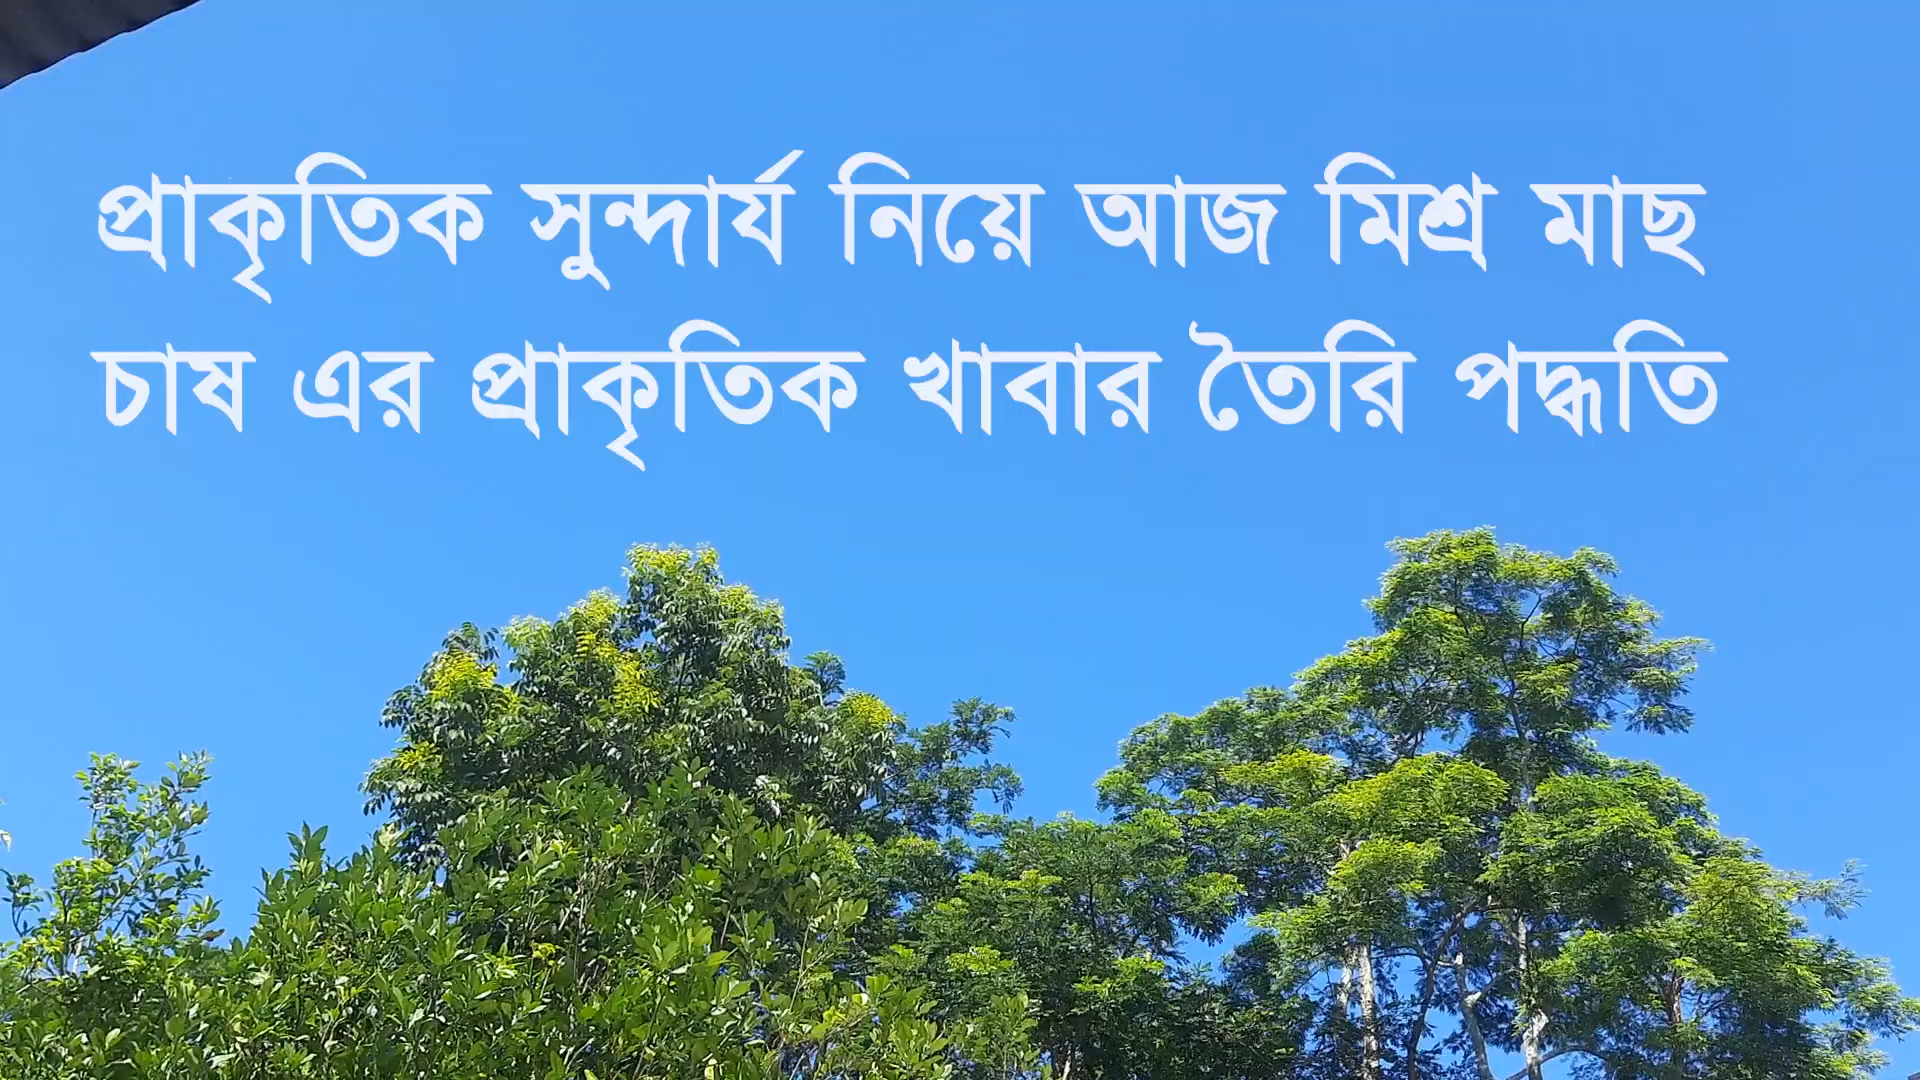 প্রাকৃতিক সুন্দার্য নিয়ে আজ মিশ্র মাছ
চাষ এর প্রাকৃতিক খাবার তৈরি পদ্ধতি